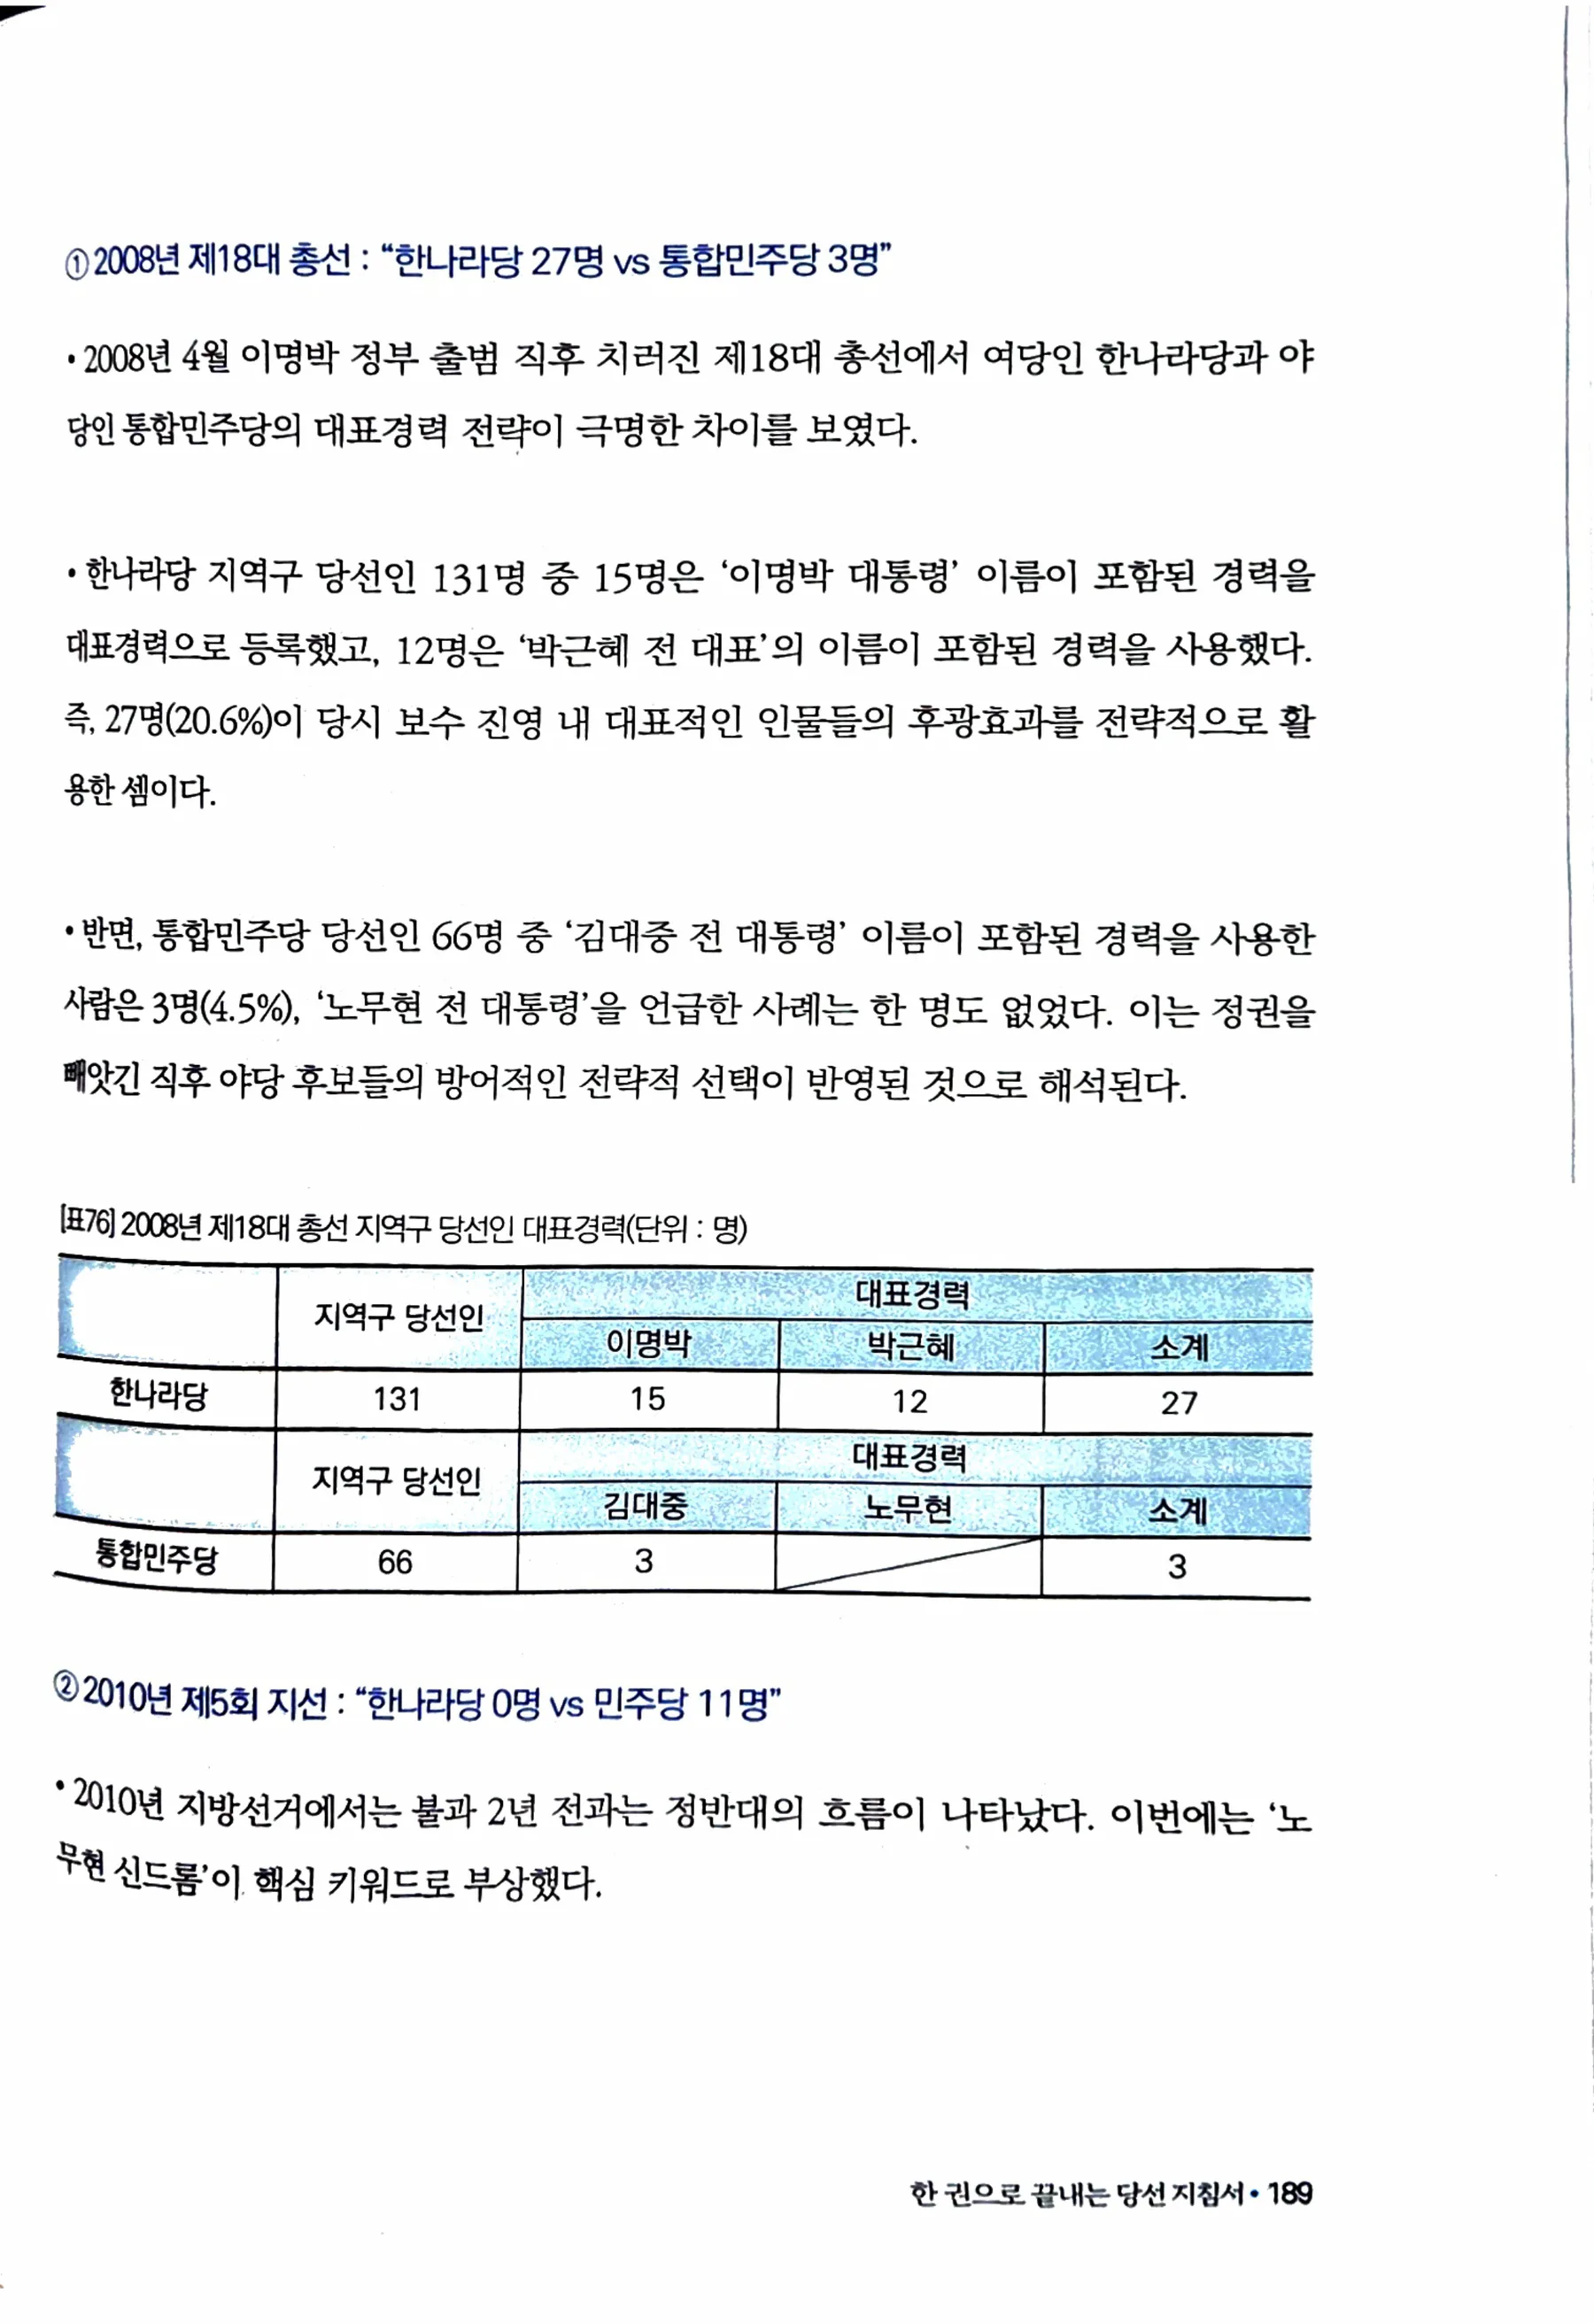 ① 2008년 제18대 총선 : “한나라당 27명 vs 통합민주당 3명”
• 2008년 4월 이명박 정부 출범 직후 치러진 제18대 총선에서 여당인 한나라당과 야
당인 통합민주당의 대표경력 전략이 극명한 차이를 보였다.
• 한나라당 지역구 당선인 131명 중 15명은 ‘이명박 대통령’ 이름이 포함된 경력을
대표경력으로 등록했고, 12명은 ‘박근혜 전 대표’의 이름이 포함된 경력을 사용했다.
즉, 27명(20.6%)이 당시 보수 진영 내 대표적인 인물들의 후광효과를 전략적으로 활
용한 셈이다.
• 반면, 통합민주당 당선인 66명 중 ‘김대중 전 대통령’ 이름이 포함된 경력을 사용한
사람은 3명(4.5%), ‘노무현 전 대통령’을 언급한 사례는 한 명도 없었다. 이는 정권을
빼앗긴 직후 야당 후보들의 방어적인 전략적 선택이 반영된 것으로 해석된다.
[표76] 2008년 제18대 총선 지역구 당선인 대표경력(단위 : 명)
지역구 당선인 대표경력
이명박 박근혜 소계
한나라당 131 15 12 27
지역구 당선인 대표경력
김대중 노무현 소계
통합민주당 66 3 3
② 2010년 제5회 지선 : “한나라당 0명 vs 민주당 11명”
• 2010년 지방선거에서는 불과 2년 전과는 정반대의 흐름이 나타났다. 이번에는 ‘노
무현 신드롬’이 핵심 키워드로 부상했다.
한 권으로 끝내는 당선 지침서 • 189